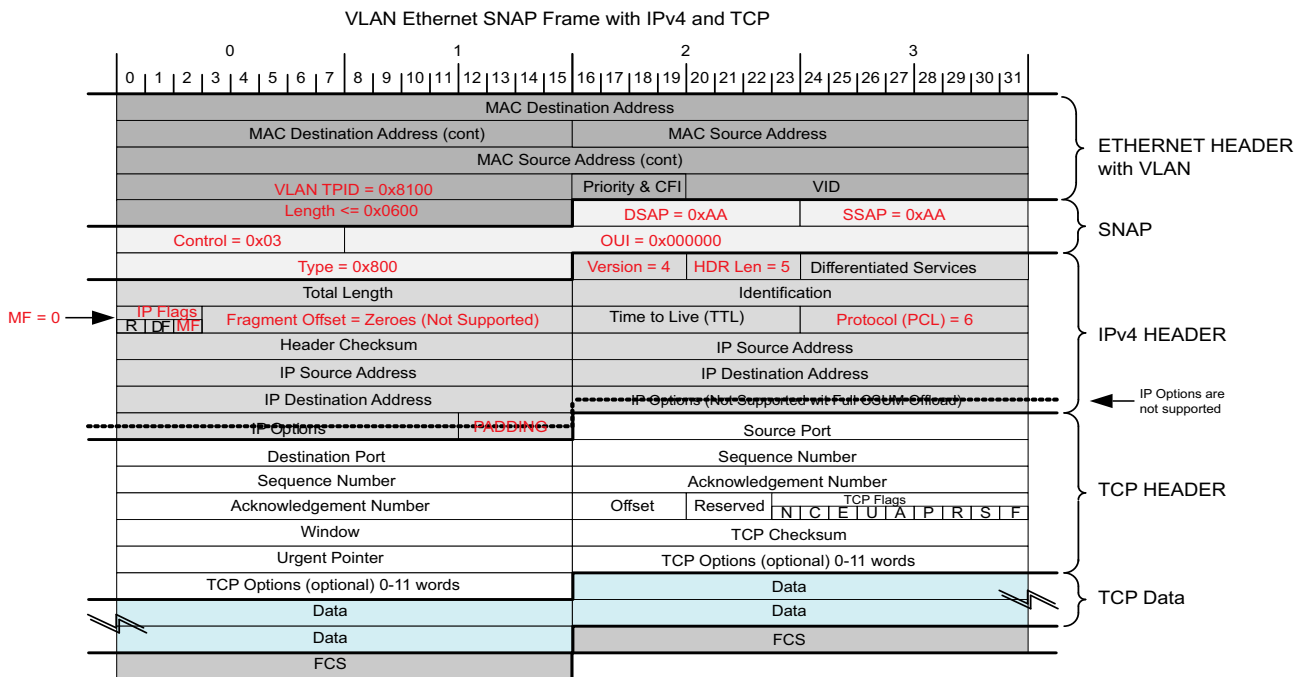 VLAN Ethernet SNAP Frame with IPv4 and TCP
0 1 2 3
0 1 2 3 4 5 6 7 8 9 10 11 12 13 14 15 16 17 18 19 20 21 22 23 24 25 26 27 28 29 30 31
MAC Destination Address
MAC Destination Address (cont) MAC Source Address
MAC Source Address (cont)
ETHERNET HEADER
with VLAN
VLAN TPID = 0x8100 Priority & CFI VID
Length <= 0x0600 DSAP = 0xAA SSAP = 0xAA
SNAP
Control = 0x03 OUI = 0x000000
Type = 0x800 Version = 4 HDR Len = 5 Differentiated Services
Total Length Identification
MF = 0
IP Flags
R DF MF
Fragment Offset = Zeroes (Not Supported) Time to Live (TTL) Protocol (PCL) = 6
IPv4 HEADER
Header Checksum IP Source Address
IP Source Address IP Destination Address
IP Destination Address IP Options (Not Supported wit Full CSUM Offload)
IP Options are
not supported
IP Options PADDING Source Port
Destination Port Sequence Number
Sequence Number Acknowledgement Number
TCP HEADER
Acknowledgement Number Offset Reserved TCP Flags
N C E U A P R S F
Window TCP Checksum
Urgent Pointer TCP Options (optional) 0-11 words
TCP Options (optional) 0-11 words Data
TCP Data
Data Data
Data FCS
FCS